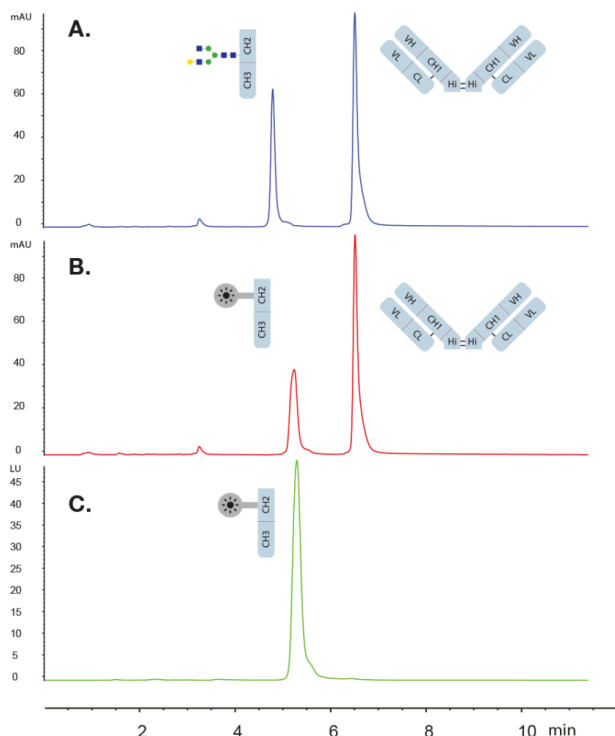 mAU
A.
80
60
40
20
0
CH2
CH3
VH
CH1
VL
CL
Hi
Hi
CH1
VH
CL
VL
mAU
B.
80
60
40
20
0
CH2
CH3
VH
CH1
VL
CL
Hi
Hi
CH1
VH
CL
VL
LU
C.
45
40
35
30
25
20
15
10
5
0
CH2
CH3
2 4 6 8 10 min